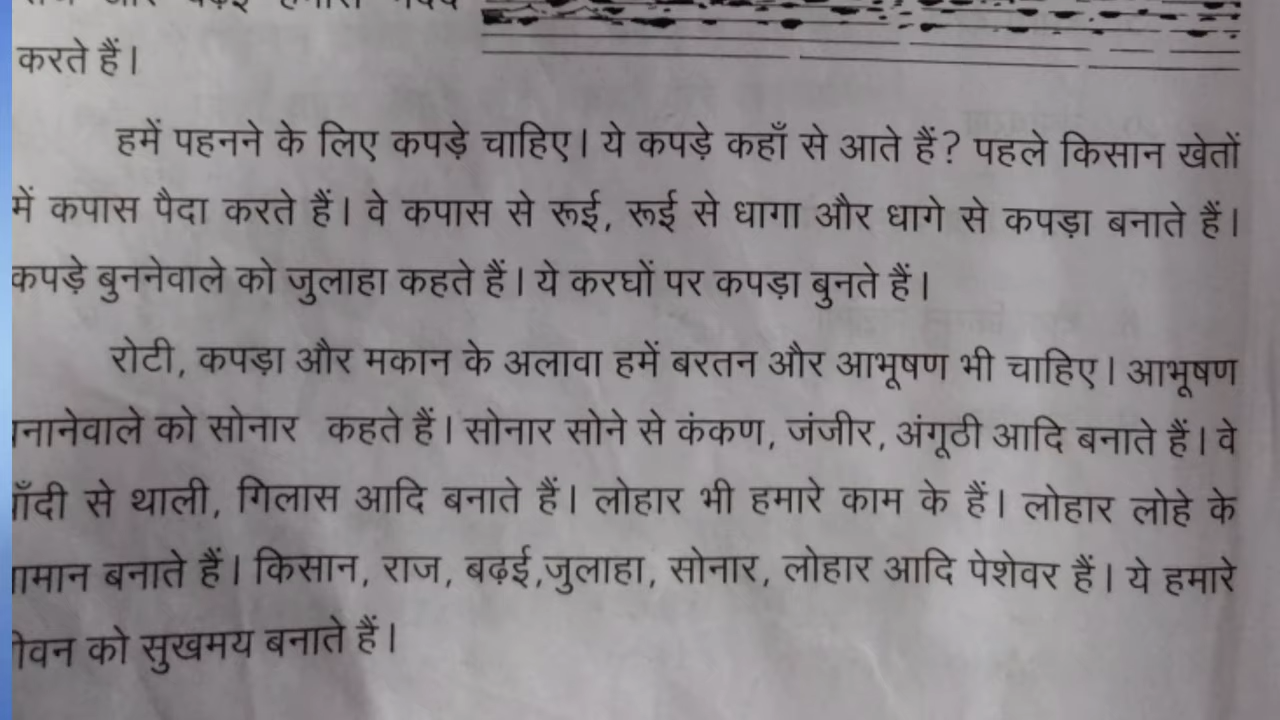 करते हैं।
हमें पहनने के लिए कपड़े चाहिए। ये कपड़े कहाँ से आते हैं? पहले किसान खेतों
में कपास पैदा करते हैं। वे कपास से रूई, रूई से धागा और धागे से कपड़ा बनाते हैं।
कपड़े बुननेवाले को जुलाहा कहते हैं। ये करघों पर कपड़ा बुनते हैं।
रोटी, कपड़ा और मकान के अलावा हमें बरतन और आभूषण भी चाहिए। आभूषण
नानेवाले को सोनार कहते हैं। सोनार सोने से कंकण, जंजीर, अंगूठी आदि बनाते हैं। वे
ाँदी से थाली, गिलास आदि बनाते हैं। लोहार भी हमारे काम के हैं। लोहार लोहे के
ामान बनाते हैं। किसान, राज, बढ़ई,जुलाहा, सोनार, लोहार आदि पेशेवर हैं। ये हमारे
ीवन को सुखमय बनाते हैं।